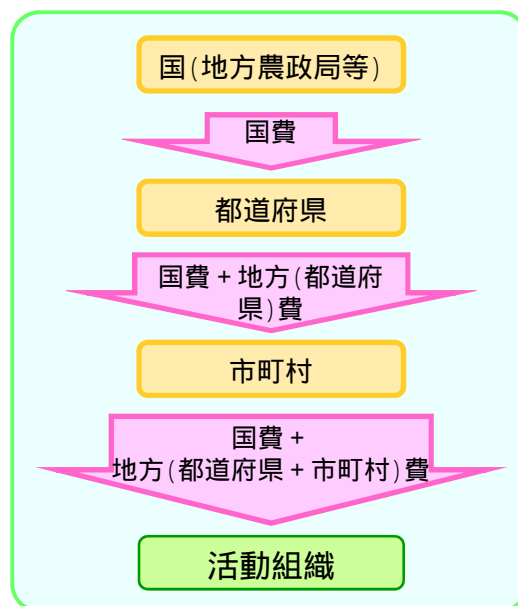 国(地方農政局等)
国費
都道府県
国費+地方(都道府
県)費
市町村
国費+
地方(都道府県+市町村)費
活動組織